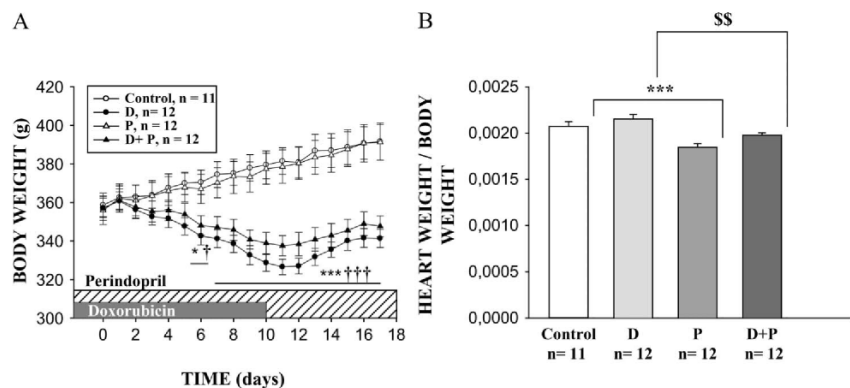 A
BODY WEIGHT (g)
420
400
380
360
340
320
300
Control, n = 11
D, n= 12
P, n = 12
D+ P, n = 12
* †
***†††
Perindopril
Doxorubicin
0 2 4 6 8 10 12 14 16 18
TIME (days)
B
$$
***
HEART WEIGHT / BODY
WEIGHT
0,0025
0,0020
0,0015
0,0010
0,0005
0,0000
Control D P D+P
n= 11 n= 12 n= 12 n= 12